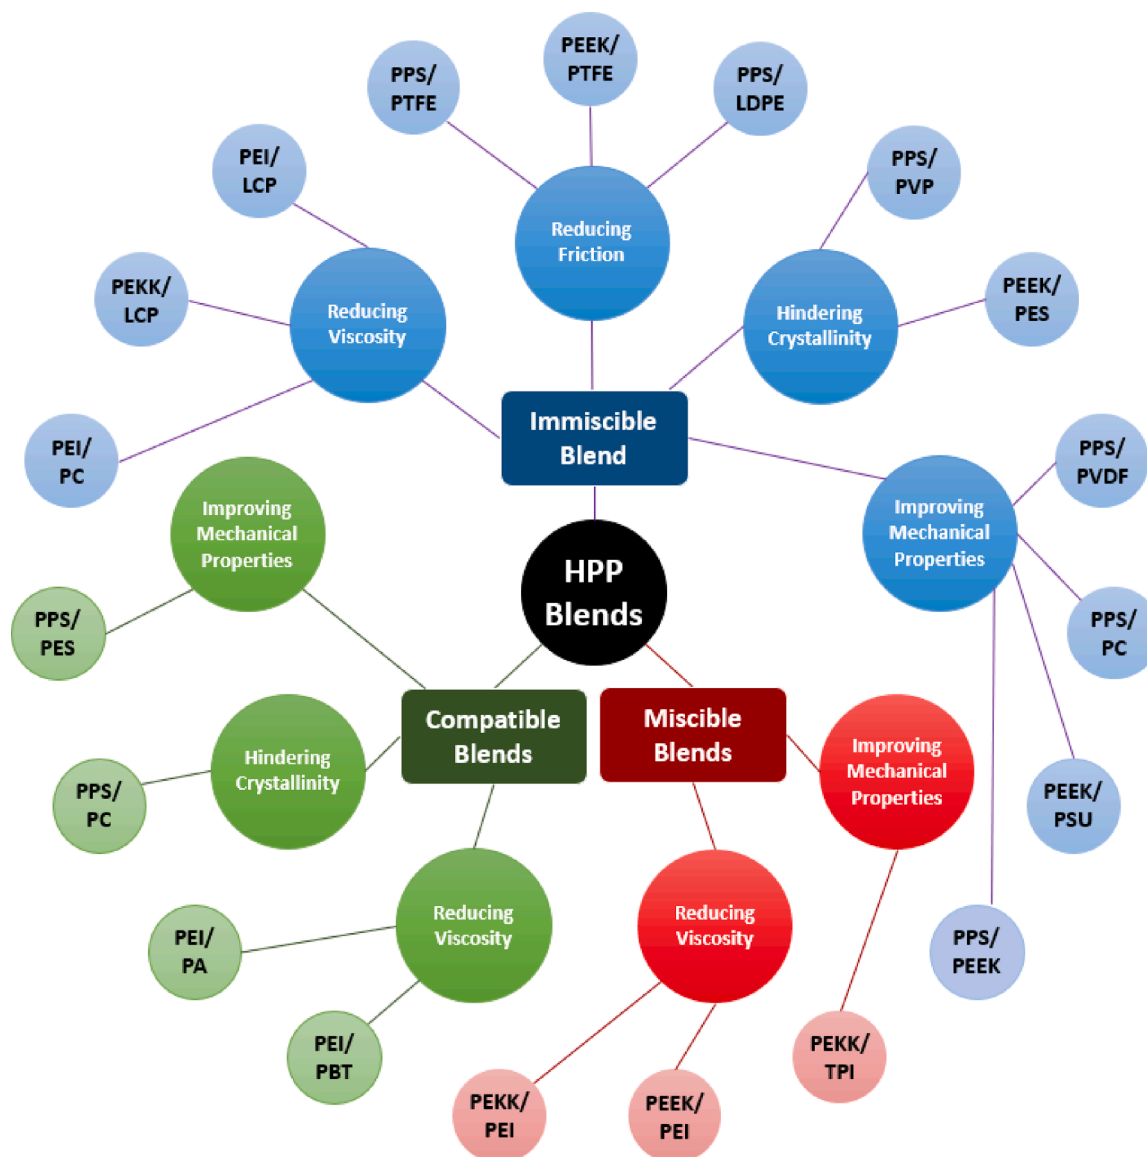 PEEK/
PTFE
PPS/
PTFE
PPS/
LDPE
PEI/
LCP
PPS/
PVP
Reducing
Friction
PEKK/
LCP
Reducing
Viscosity
Hindering
Crystallinity
PEEK/
PES
Immiscible
Blend
PEI/
PC
PPS/
PVDF
Improving
Mechanical
Properties
Improving
Mechanical
Properties
HPP
Blends
PPS/
PES
PPS/
PC
Compatible
Blends
Miscible
Blends
Hindering
Crystallinity
Improving
Mechanical
Properties
PPS/
PC
PEEK/
PSU
Reducing
Viscosity
Reducing
Viscosity
PEI/
PA
PPS/
PEEK
PEI/
PBT
PEKK/
TPI
PEKK/
PEI
PEEK/
PEI